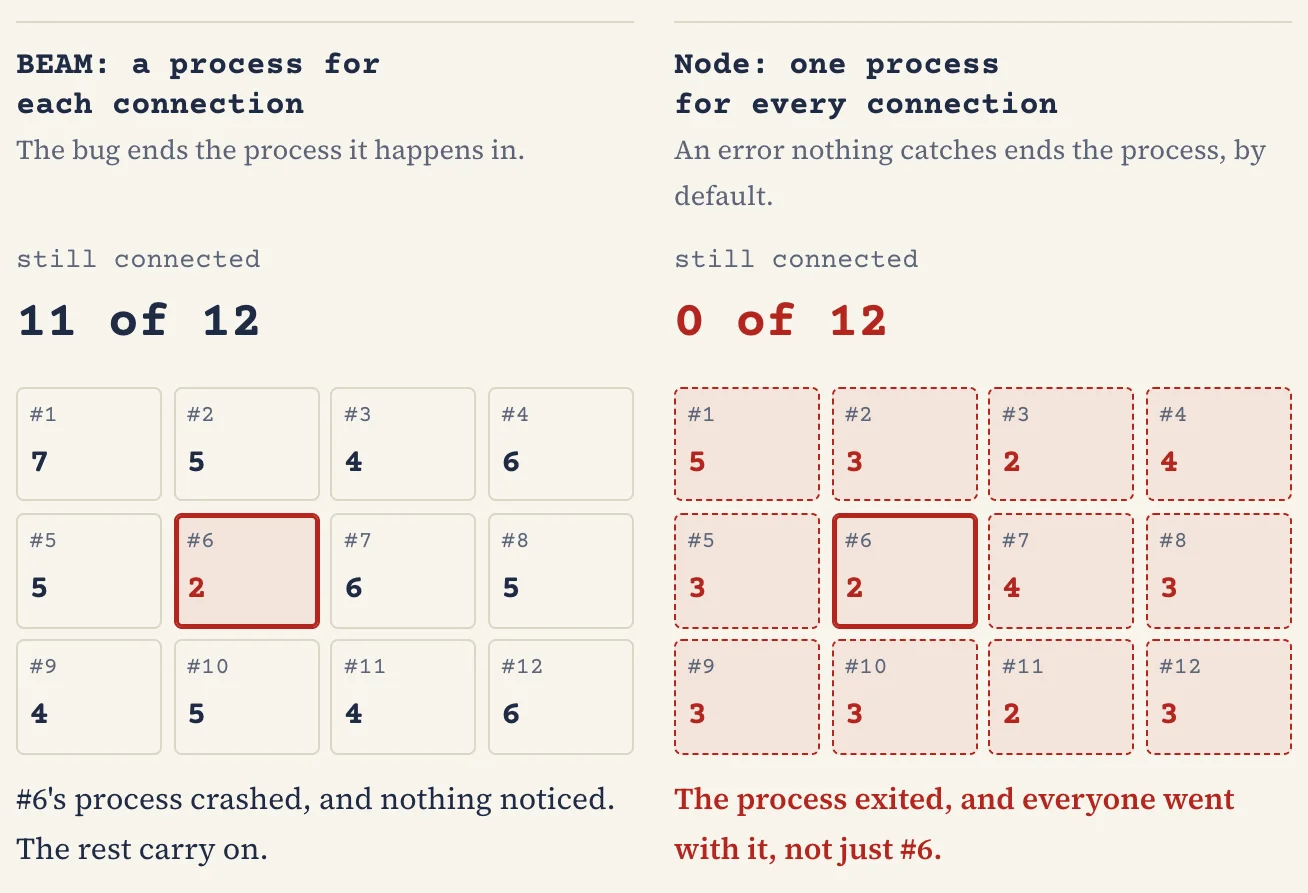 BEAM: a process for
each connection
The bug ends the process it happens in.
still connected
11 of 12
#1 #2 #3 #4
7 5 4 6
#5 #6 #7 #8
5 2 6 5
#9 #10 #11 #12
4 5 4 6
#6's process crashed, and nothing noticed.
The rest carry on.
Node: one process
for every connection
An error nothing catches ends the process, by
default.
still connected
0 of 12
#1 #2 #3 #4
5 3 2 4
#5 #6 #7 #8
3 2 4 3
#9 #10 #11 #12
3 3 2 3
The process exited, and everyone went
with it, not just #6.